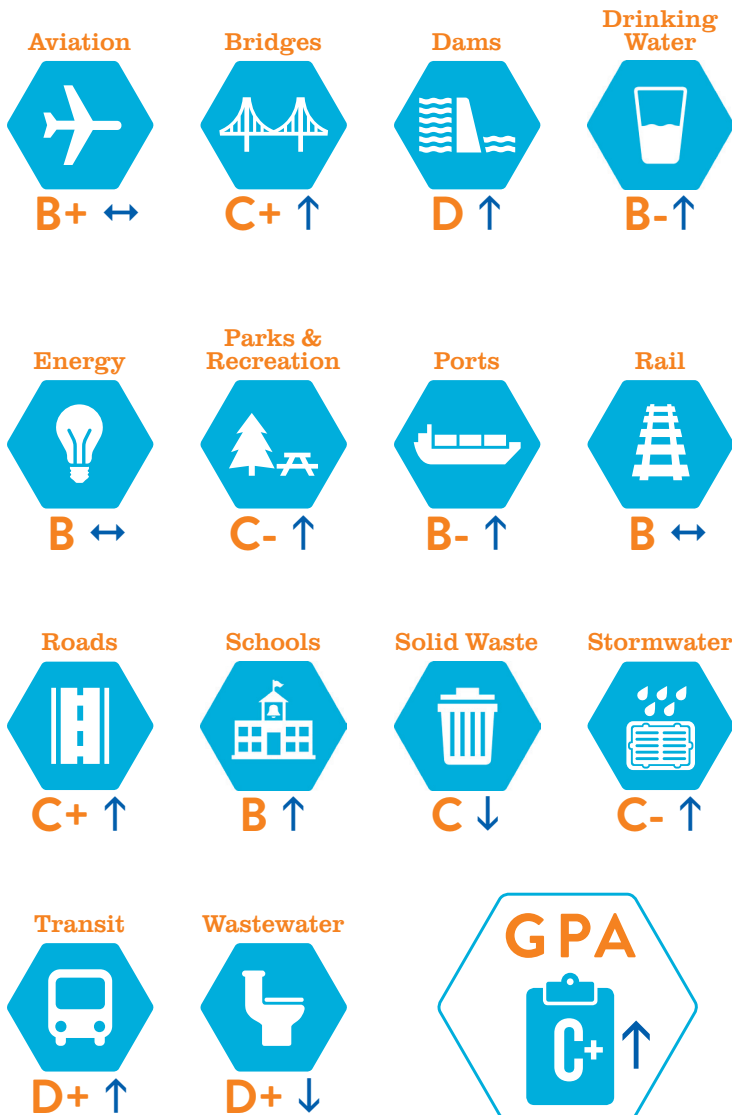 Aviation
Bridges
Dams
Drinking
Water
B+ ↔
C+ ↑
D ↑
B- ↑
Energy
Parks &
Recreation
Ports
Rail
B ↔
C- ↑
B- ↑
B ↔
Roads
Schools
Solid Waste
Stormwater
C+ ↑
B ↑
C ↓
C- ↑
Transit
Wastewater
D+ ↑
D+ ↓
GPA
C+ ↑